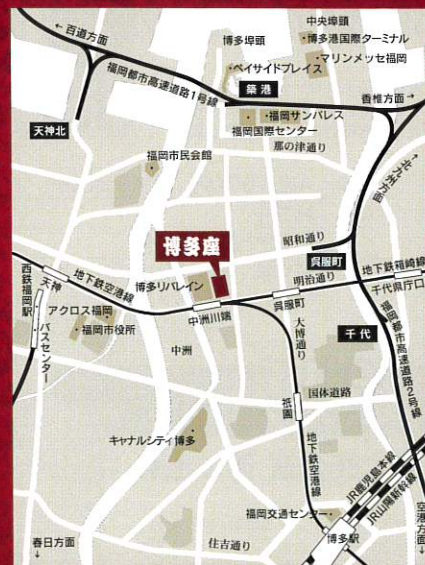 中央埠頭
←百道方面
博多埠頭
博多港国際ターミナル
マリンメッセ福岡
ベイサイドプレイス
福岡都市高速道路1号線
築港
香椎方面→
天神北
福岡サンパレス
福岡国際センター
那の津通り
←北九州方面
福岡市民会館
昭和通り
博多座
呉服町
地下鉄箱崎線
地下鉄空港線
博多リバレイン
明治通り
千代県庁口
天神
西鉄福岡駅
アクロス福岡
福岡市役所
バスセンター
中洲川端
呉服町
大博通り
千代
福岡都市高速道路2号線
中洲
国体道路
祇園
キャナルシティ博多
地下鉄空港線
JR鹿児島本線
JR山陽新幹線
福岡交通センター
博多駅
空港方面→
春日方面
↓
住吉通り